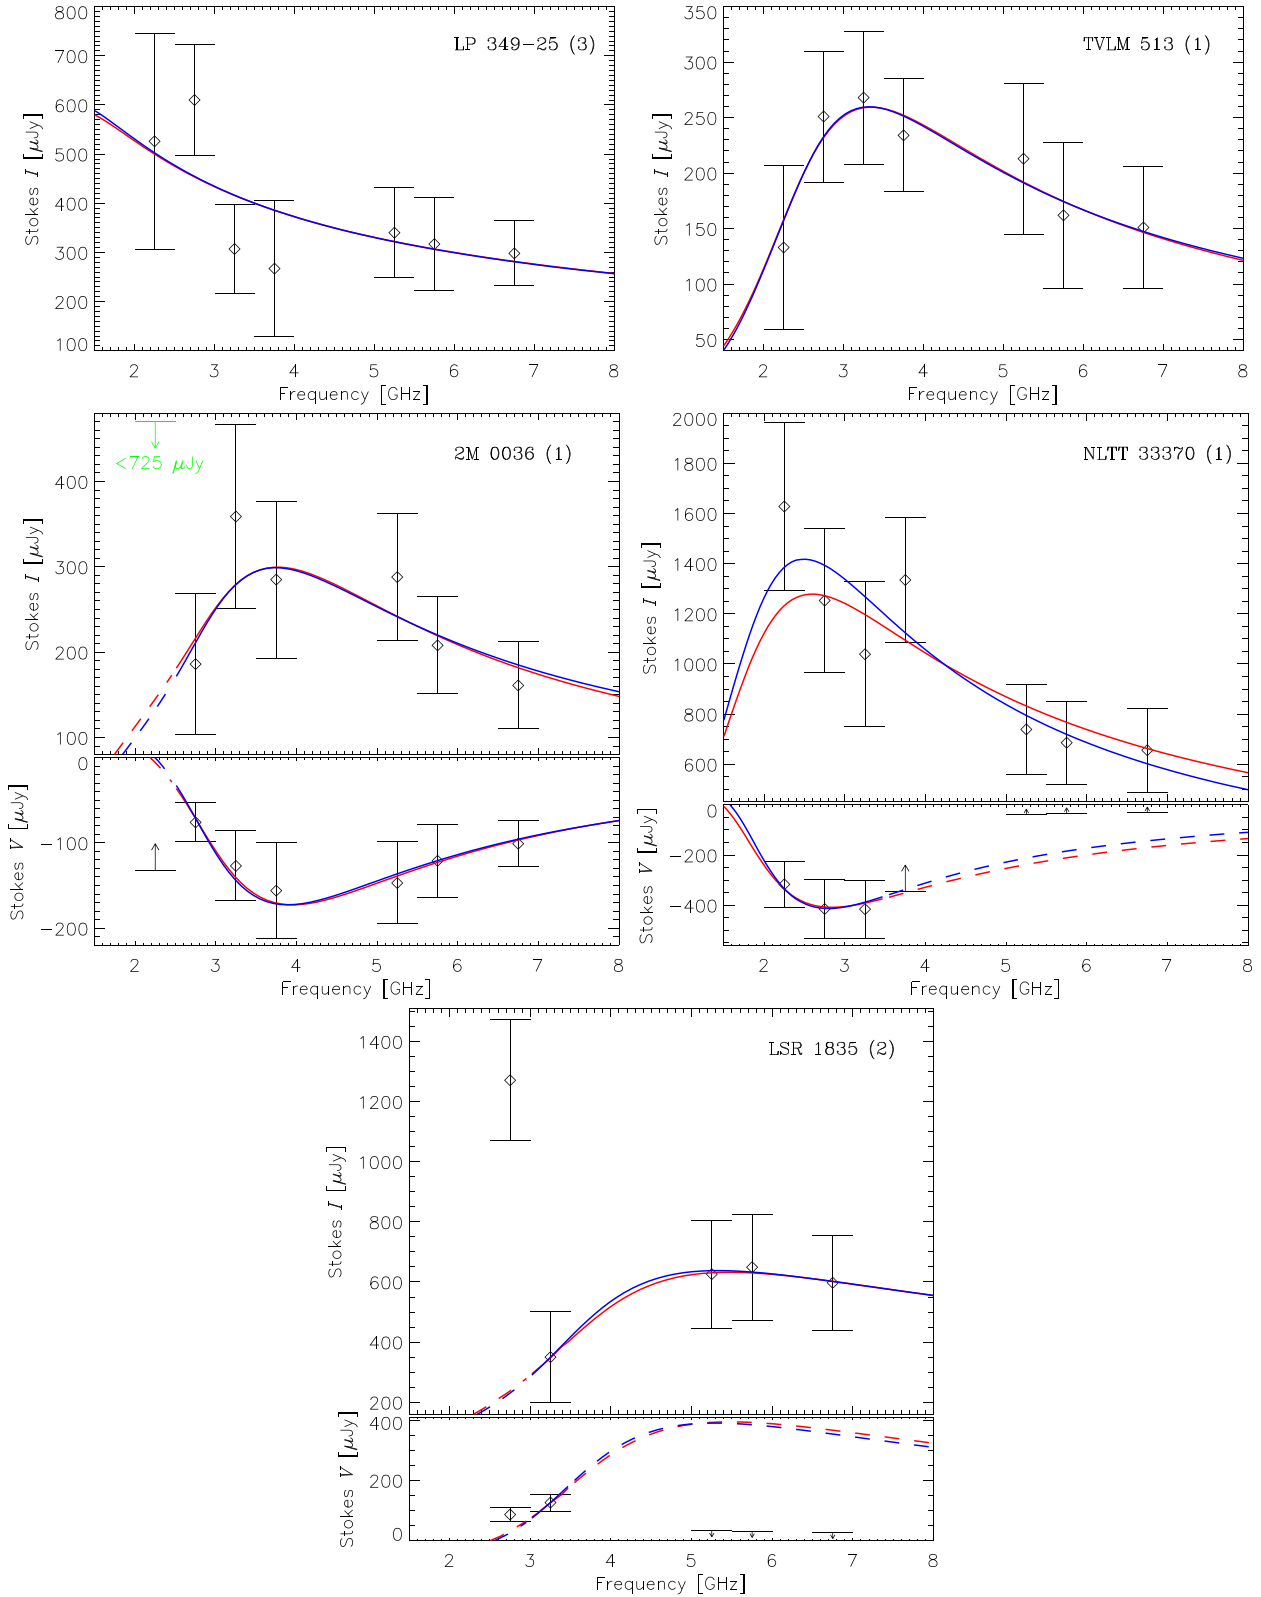 LP 349-25 (3)
Stokes I [μJy]
800
700
600
500
400
300
200
100
2 3 4 5 6 7 8
Frequency [GHz]
TVLM 513 (1)
Stokes I [μJy]
350
300
250
200
150
100
50
2 3 4 5 6 7 8
Frequency [GHz]
2M 0036 (1)
<725 μJy
Stokes I [μJy]
400
300
200
100
Stokes V [μJy]
0
-100
-200
2 3 4 5 6 7 8
Frequency [GHz]
NLTT 33370 (1)
Stokes I [μJy]
2000
1800
1600
1400
1200
1000
800
600
Stokes V [μJy]
0
-200
-400
2 3 4 5 6 7 8
Frequency [GHz]
LSR 1835 (2)
Stokes I [μJy]
1400
1200
1000
800
600
400
200
Stokes V [μJy]
400
200
0
2 3 4 5 6 7 8
Frequency [GHz]